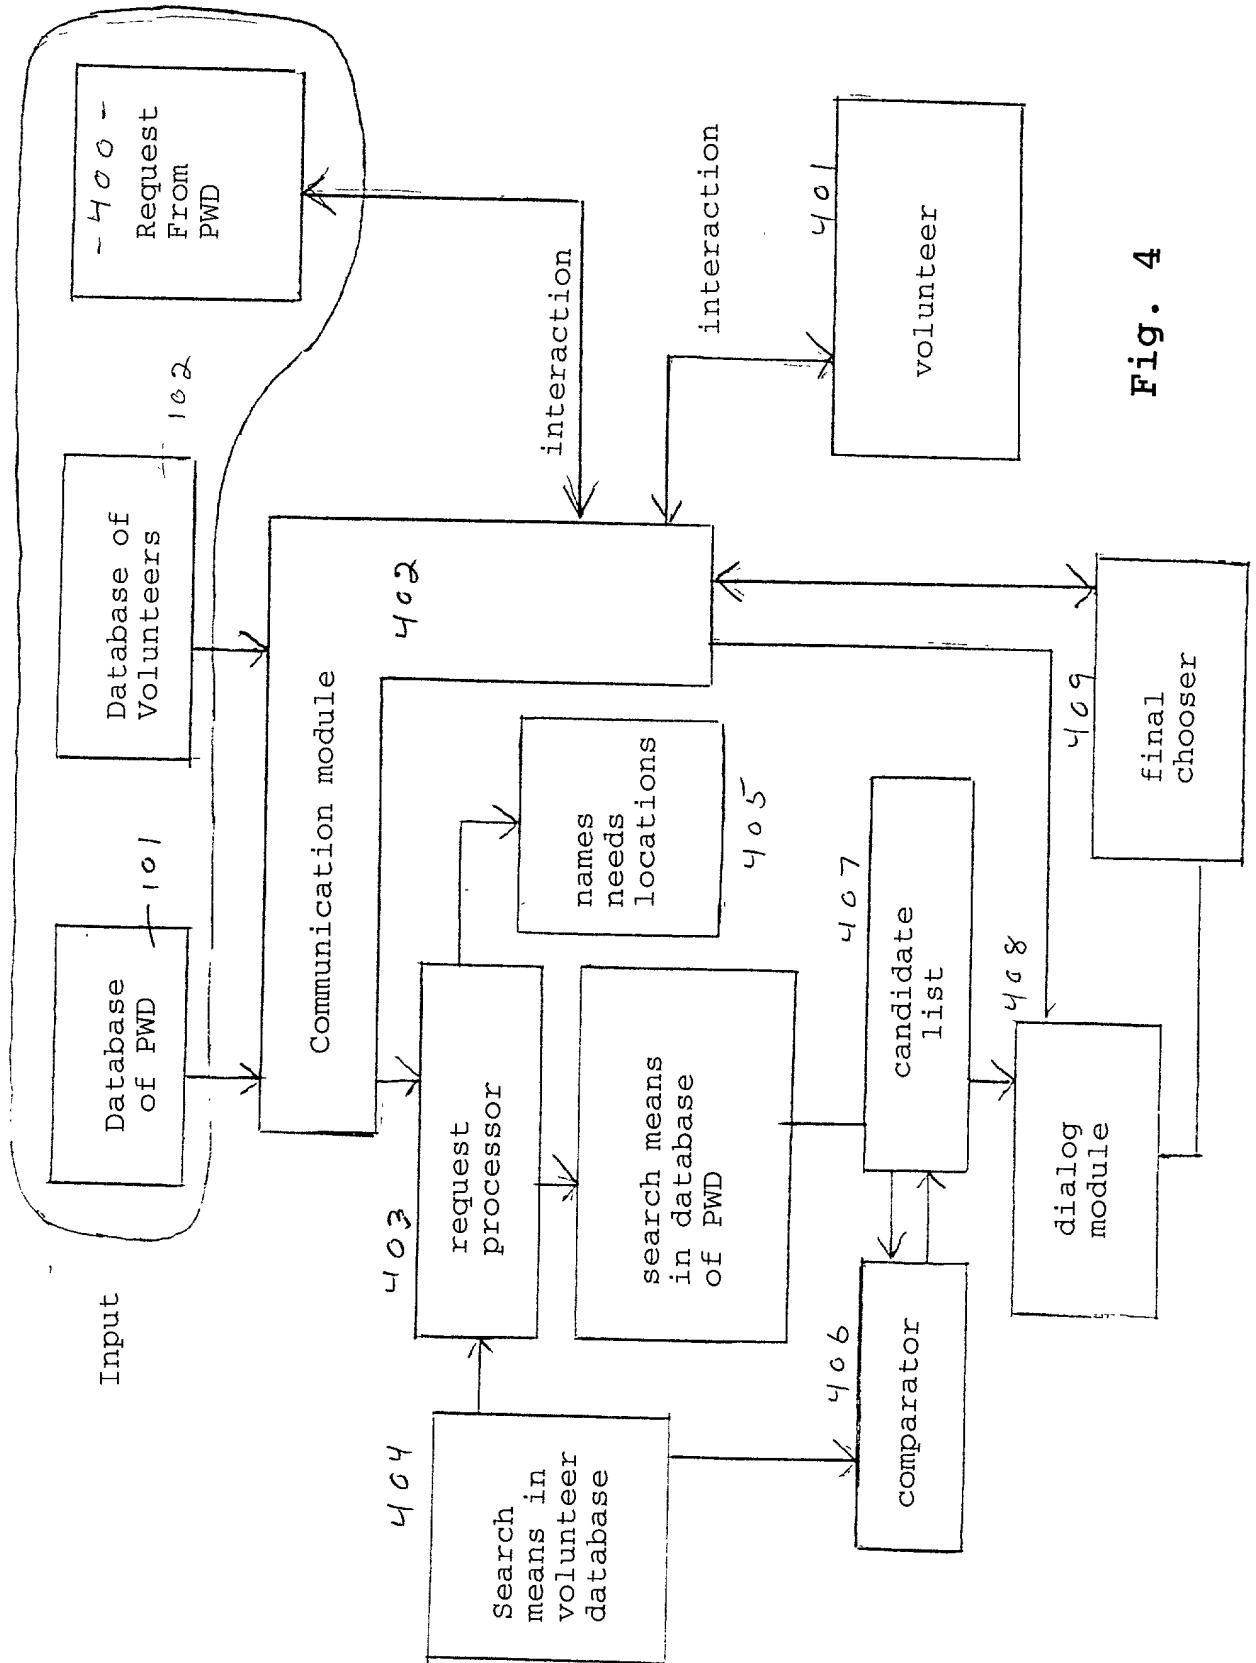 Input
Database
of PWD
101
Database of
Volunteers
102
- 400 -
Request
From
PWD
Communication module
402
interaction
interaction
401
volunteer
403
request
processor
names
needs
locations
405
404
Search
means in
volunteer
database
search means
in database
of PWD
406
comparator
407
candidate
list
408
dialog
module
409
final
chooser
Fig. 4